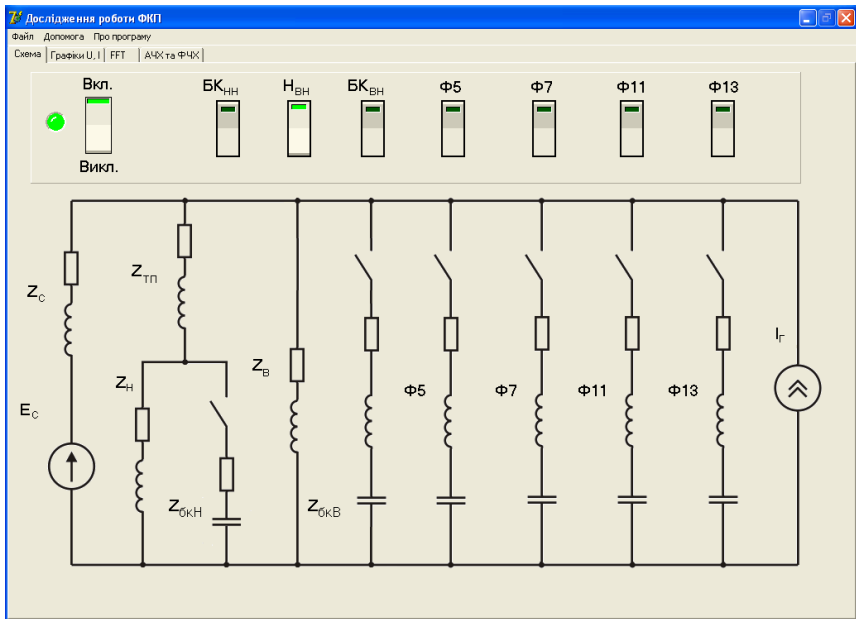 Дослідження роботи ФКП
Файл Допомога Про програму
Схема Графіки U, I FFT АЧХ та ФЧХ
Вкл. БКНН НВН БКВН Ф5 Ф7 Ф11 Ф13
Викл.
ZС
ZТП
IГ
ZН
ZВ
Ф5 Ф7 Ф11 Ф13
EС
ZбкН
ZбкВ